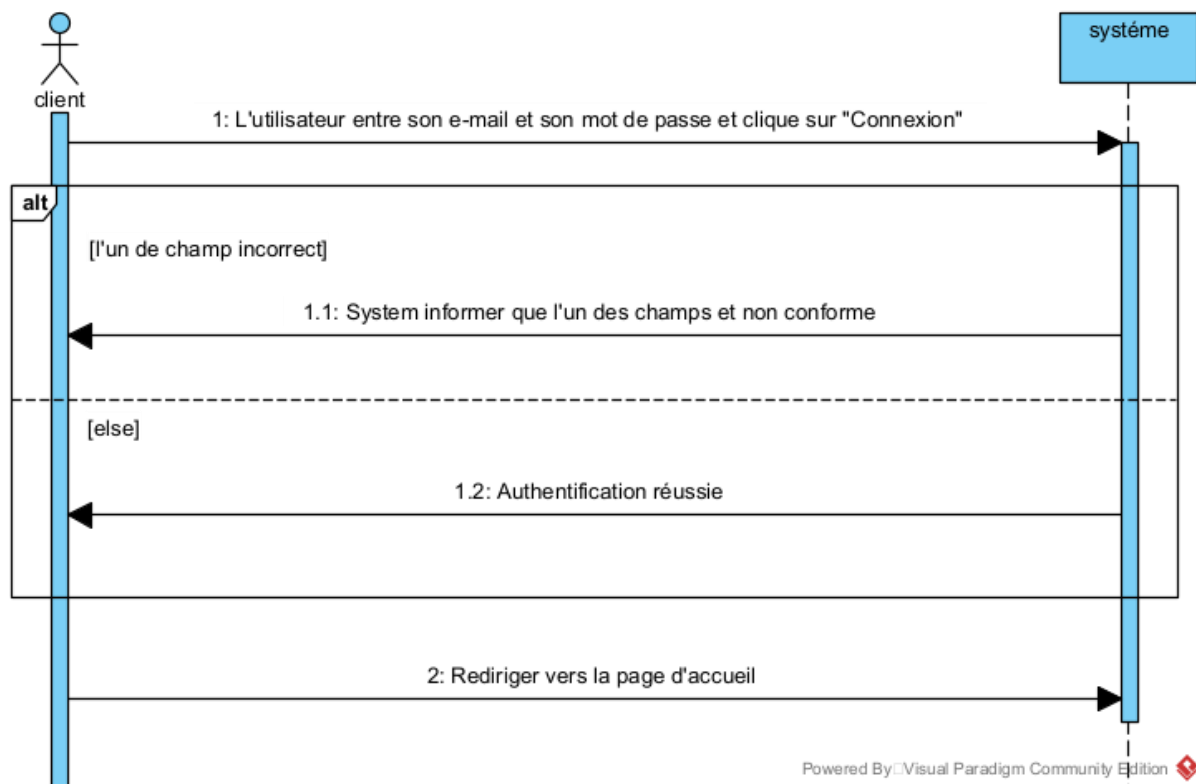 systéme
client
1: L'utilisateur entre son e-mail et son mot de passe et clique sur "Connexion"
alt
[l'un de champ incorrect]
1.1: System informer que l'un des champs et non conforme
[else]
1.2: Authentification réussie
2: Rediriger vers la page d'accueil
Powered By Visual Paradigm Community Edition